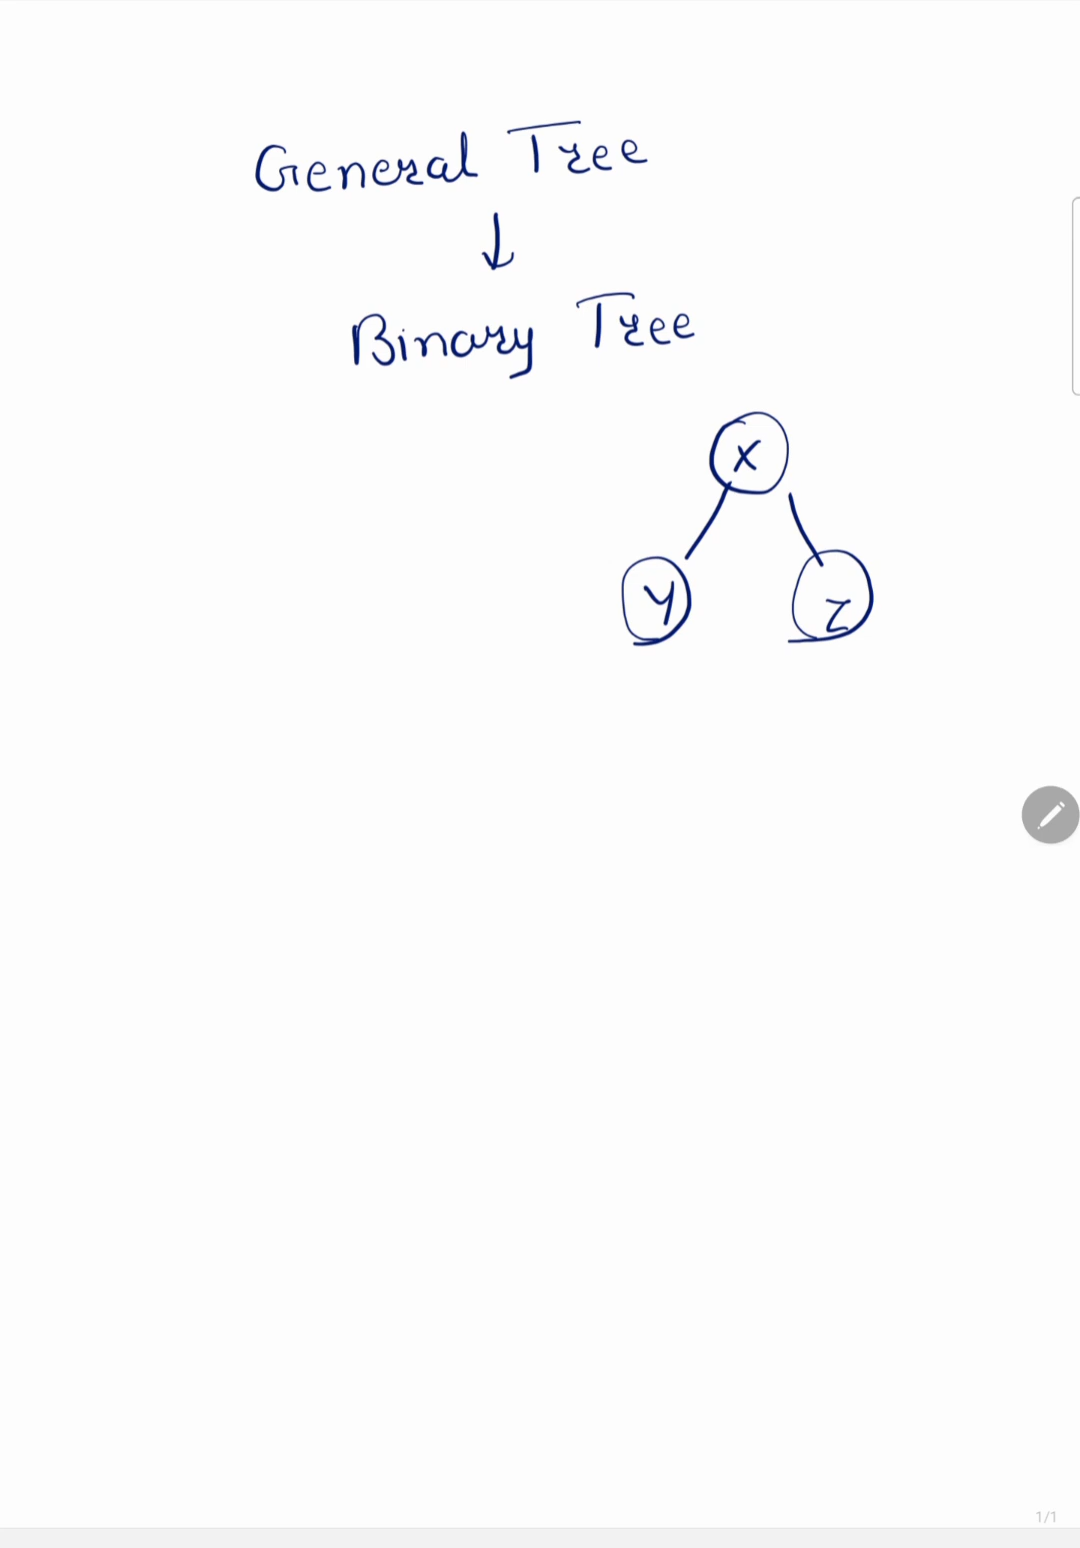 General Tree
↓
Binary Tree
X
Y Z
1/1